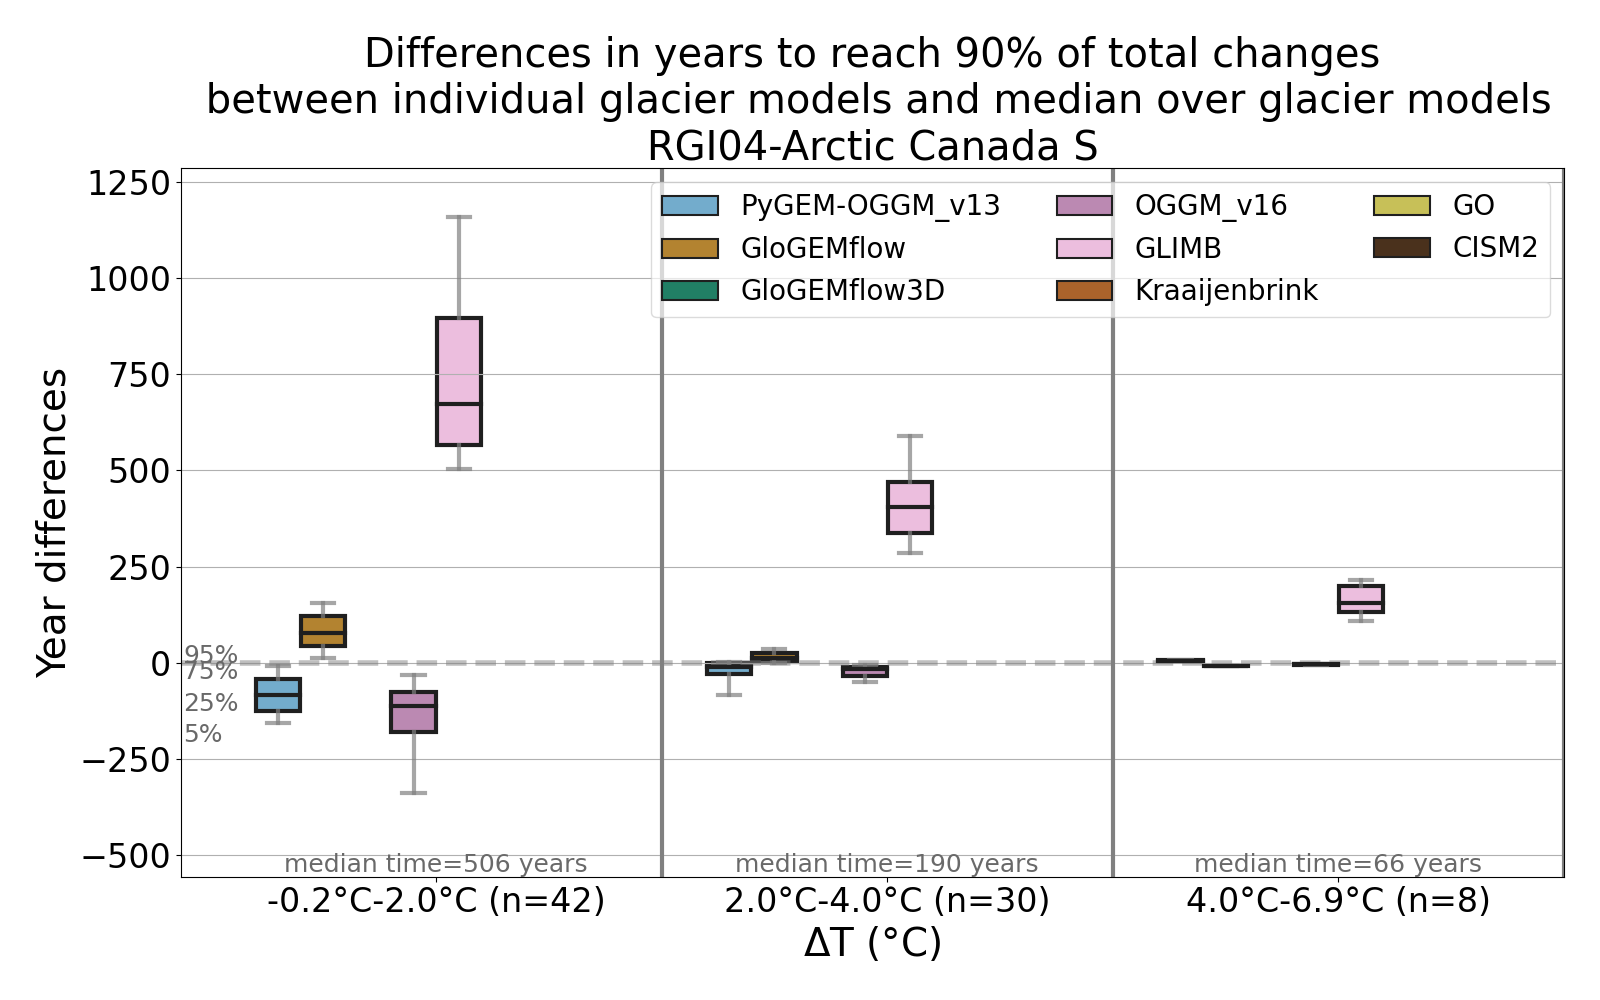 Differences in years to reach 90% of total changes
between individual glacier models and median over glacier models
RGI04-Arctic Canada S
1250
1000
750
500
250
0
−250
−500
Year differences
PyGEM-OGGM_v13
GloGEMflow
GloGEMflow3D
OGGM_v16
GLIMB
Kraaijenbrink
GO
CISM2
95%
75%
25%
5%
median time=506 years
median time=190 years
median time=66 years
-0.2°C-2.0°C (n=42)
2.0°C-4.0°C (n=30)
4.0°C-6.9°C (n=8)
ΔT (°C)